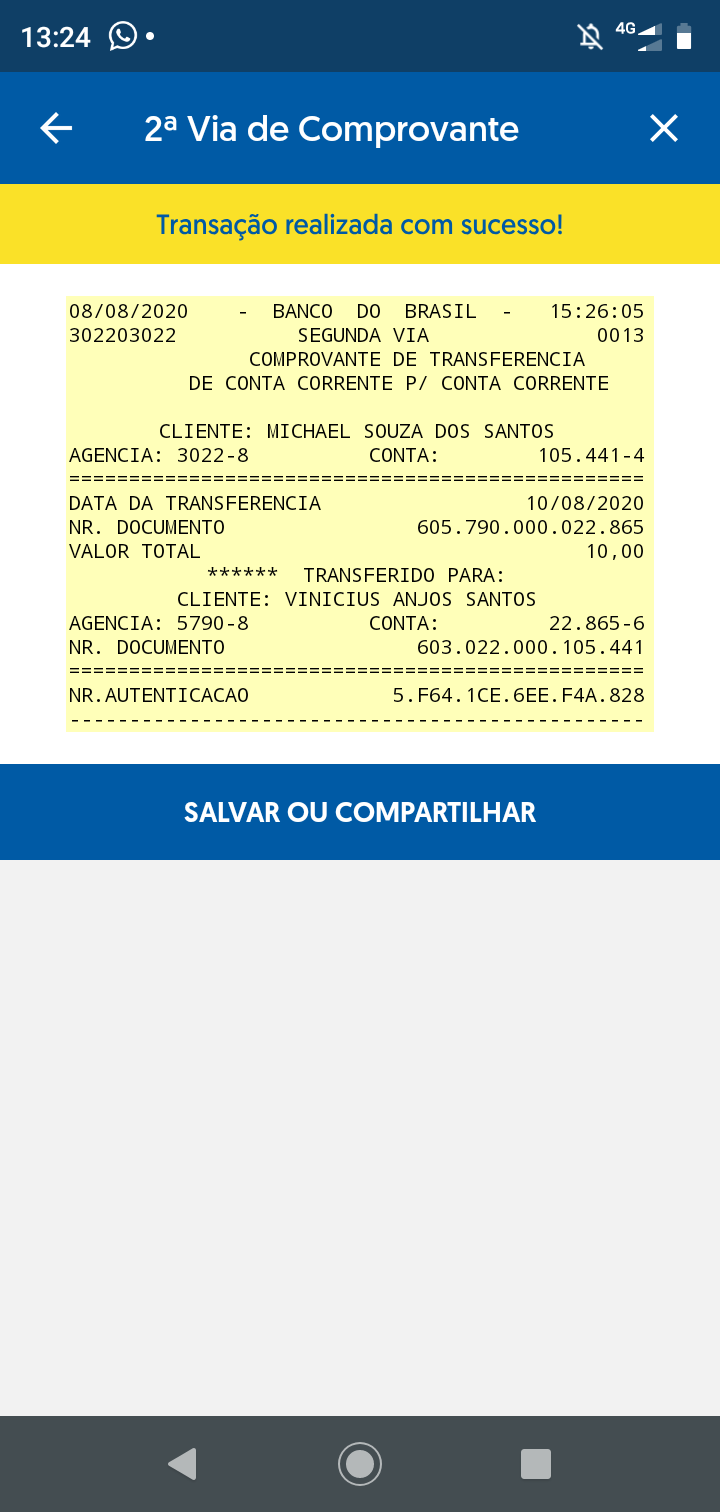 13:24
4G
2ª Via de Comprovante
Transação realizada com sucesso!
08/08/2020 - BANCO DO BRASIL - 15:26:05
302203022 SEGUNDA VIA 0013
COMPROVANTE DE TRANSFERENCIA
DE CONTA CORRENTE P/ CONTA CORRENTE
CLIENTE: MICHAEL SOUZA DOS SANTOS
AGENCIA: 3022-8 CONTA: 105.441-4
================================================
DATA DA TRANSFERENCIA 10/08/2020
NR. DOCUMENTO 605.790.000.022.865
VALOR TOTAL 10,00
****** TRANSFERIDO PARA:
CLIENTE: VINICIUS ANJOS SANTOS
AGENCIA: 5790-8 CONTA: 22.865-6
NR. DOCUMENTO 603.022.000.105.441
================================================
NR.AUTENTICACAO 5.F64.1CE.6EE.F4A.828
------------------------------------------------
SALVAR OU COMPARTILHAR